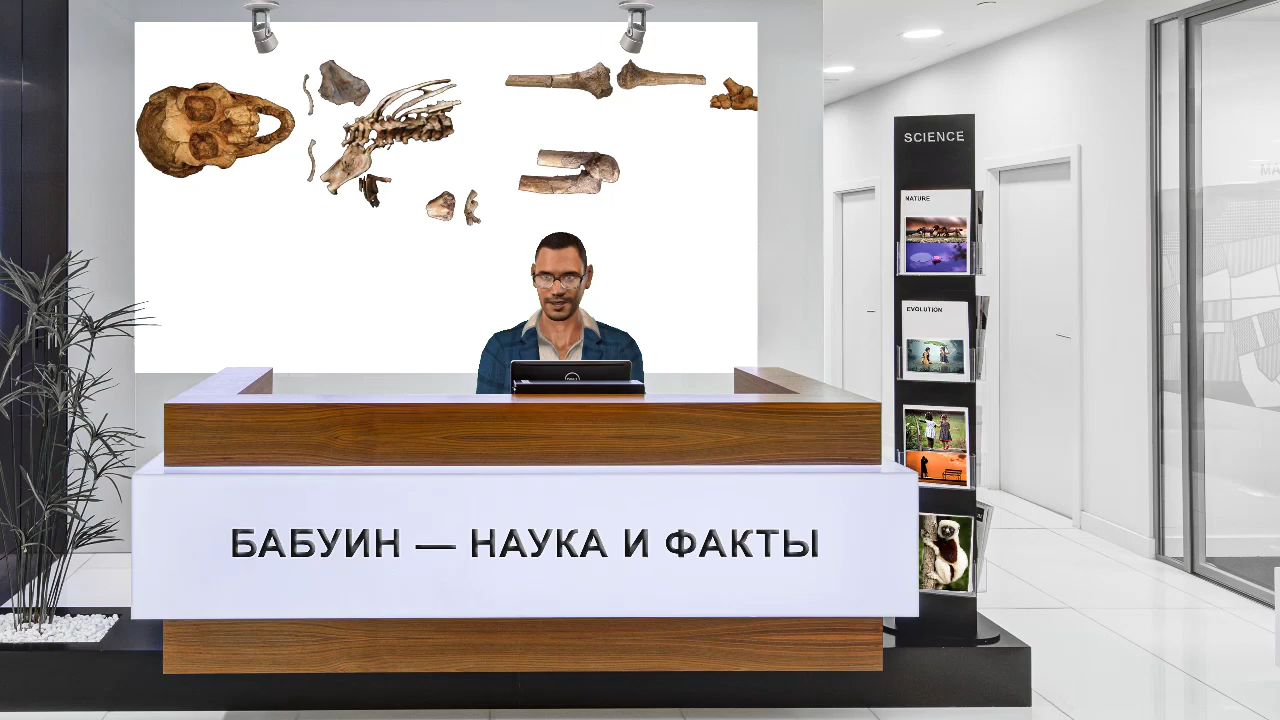 SCIENCE
NATURE
EVOLUTION
БАБУИН — НАУКА И ФАКТЫ